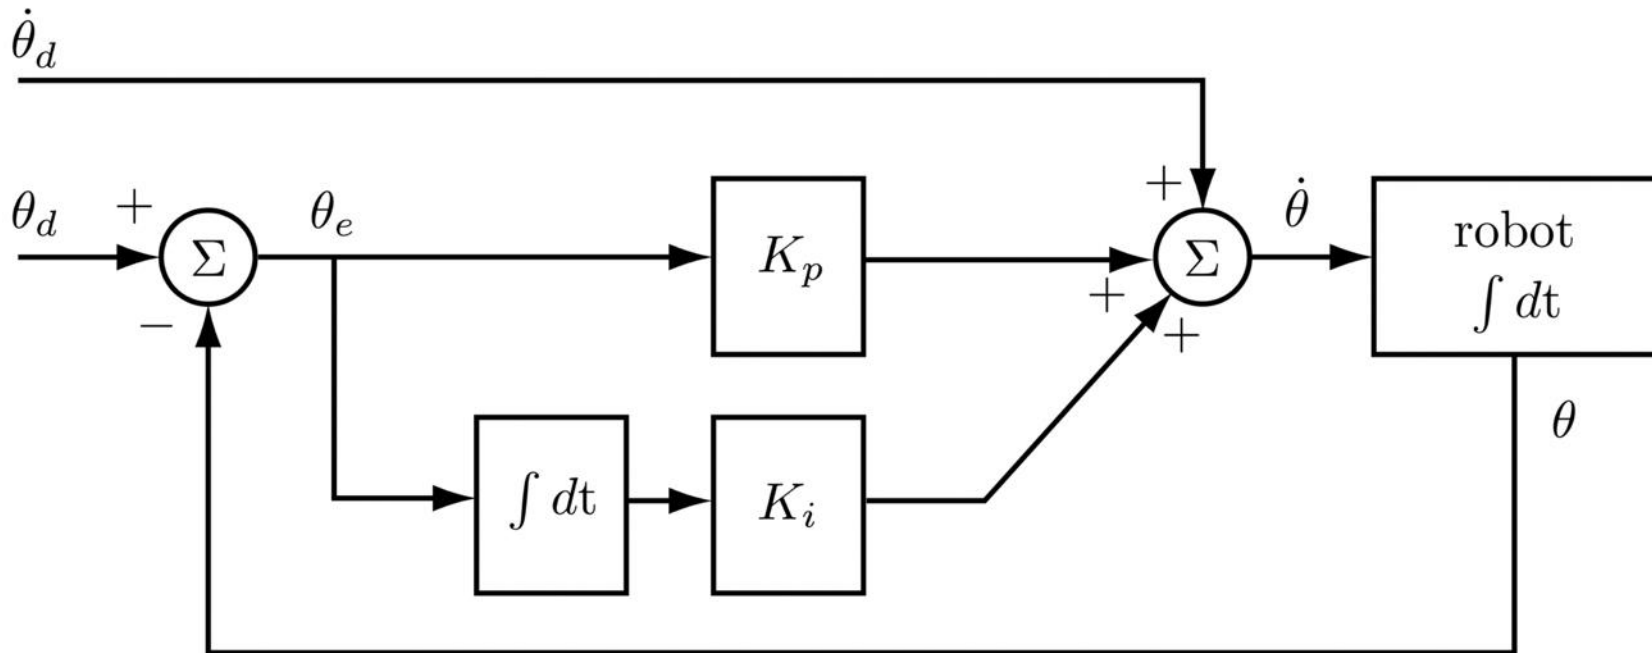 θ̇_d
θ_d
+
−
Σ
θ_e
K_p
∫ dt
K_i
+
+
+
Σ
θ̇
robot
∫ dt
θ